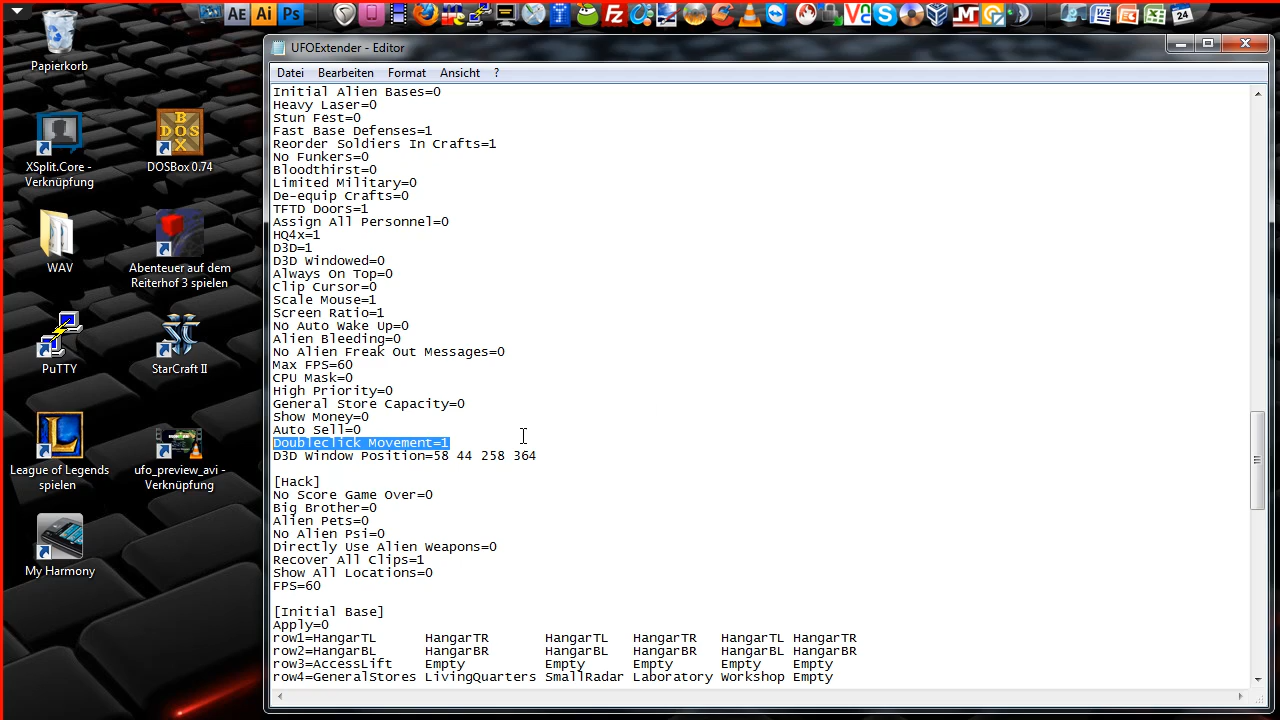 AE Ai Ps
24
UFOExtender - Editor
Datei Bearbeiten Format Ansicht ?
Papierkorb
XSplit.Core -
Verknüpfung
DOSBox 0.74
WAV
Abenteuer auf dem
Reiterhof 3 spielen
PuTTY
StarCraft II
League of Legends
spielen
ufo_preview_avi -
Verknüpfung
My Harmony
Initial Alien Bases=0
Heavy Laser=0
Stun Fest=0
Fast Base Defenses=1
Reorder Soldiers In Crafts=1
No Funkers=0
Bloodthirst=0
Limited Military=0
De-equip Crafts=0
TFTD Doors=1
Assign All Personnel=0
HQ4x=1
D3D=1
D3D Windowed=0
Always On Top=0
Clip Cursor=0
Scale Mouse=1
Screen Ratio=1
No Auto Wake Up=0
Alien Bleeding=0
No Alien Freak Out Messages=0
Max FPS=60
CPU Mask=0
High Priority=0
General Store Capacity=0
Show Money=0
Auto Sell=0
Doubleclick Movement=1
D3D Window Position=58 44 258 364
[Hack]
No Score Game Over=0
Big Brother=0
Alien Pets=0
No Alien Psi=0
Directly Use Alien Weapons=0
Recover All Clips=1
Show All Locations=0
FPS=60
[Initial Base]
Apply=0
row1=HangarTL HangarTR HangarTL HangarTR HangarTL HangarTR
row2=HangarBL HangarBR HangarBL HangarBR HangarBL HangarBR
row3=AccessLift Empty Empty Empty Empty Empty
row4=GeneralStores LivingQuarters SmallRadar Laboratory Workshop Empty